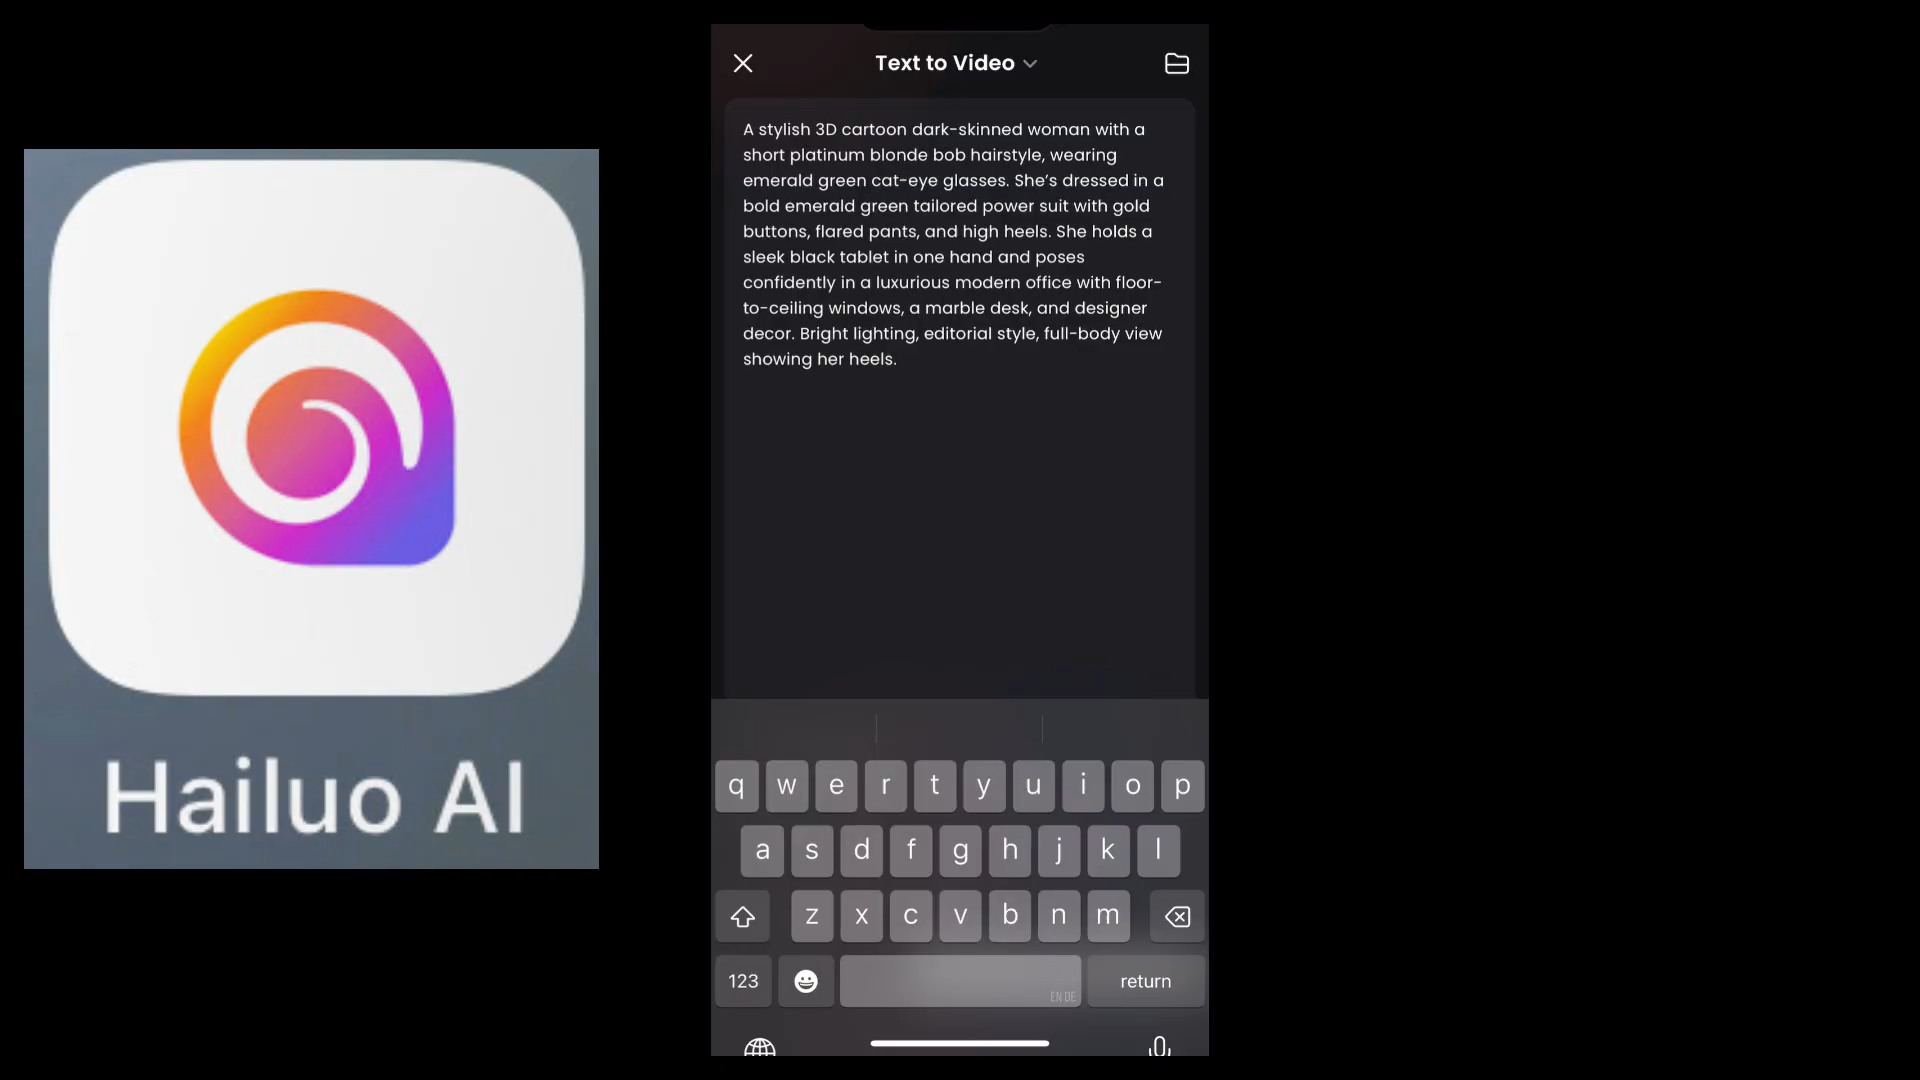 Hailuo AI
Text to Video
A stylish 3D cartoon dark-skinned woman with a
short platinum blonde bob hairstyle, wearing
emerald green cat-eye glasses. She’s dressed in a
bold emerald green tailored power suit with gold
buttons, flared pants, and high heels. She holds a
sleek black tablet in one hand and poses
confidently in a luxurious modern office with floor-
to-ceiling windows, a marble desk, and designer
decor. Bright lighting, editorial style, full-body view
showing her heels.
q w e r t y u i o p
a s d f g h j k l
z x c v b n m
123
EN DE
return